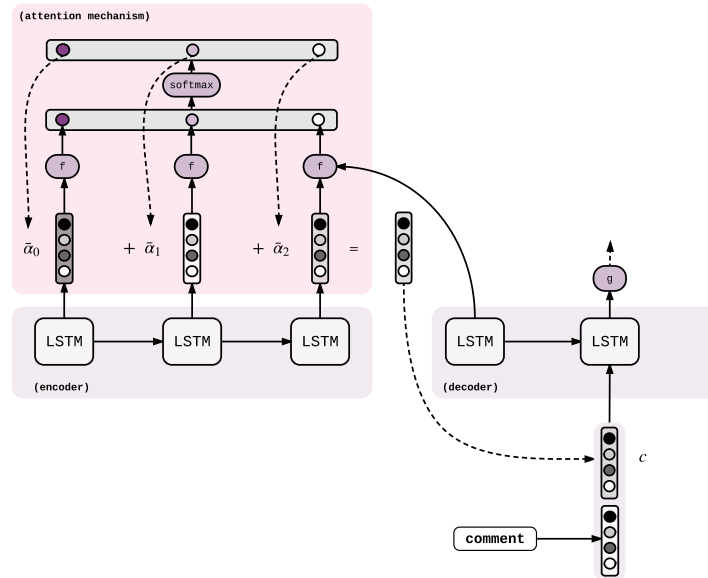 (attention mechanism)
softmax
f f f
ᾱ₀ + ᾱ₁ + ᾱ₂ =
g
LSTM LSTM LSTM LSTM LSTM
(encoder) (decoder)
c
comment